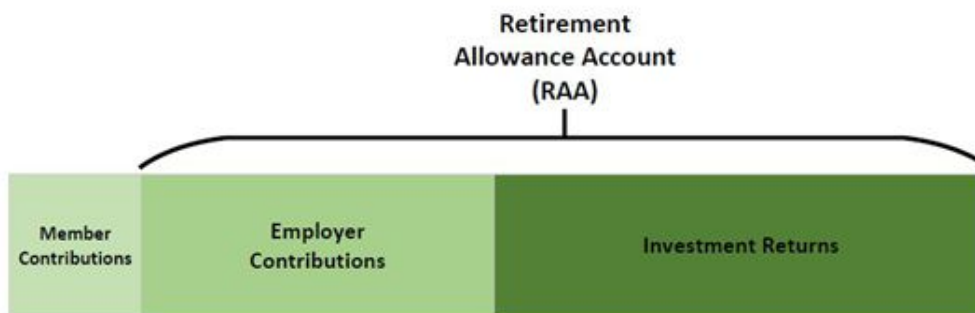 Retirement
Allowance Account
(RAA)
Member
Contributions
Employer
Contributions
Investment Returns